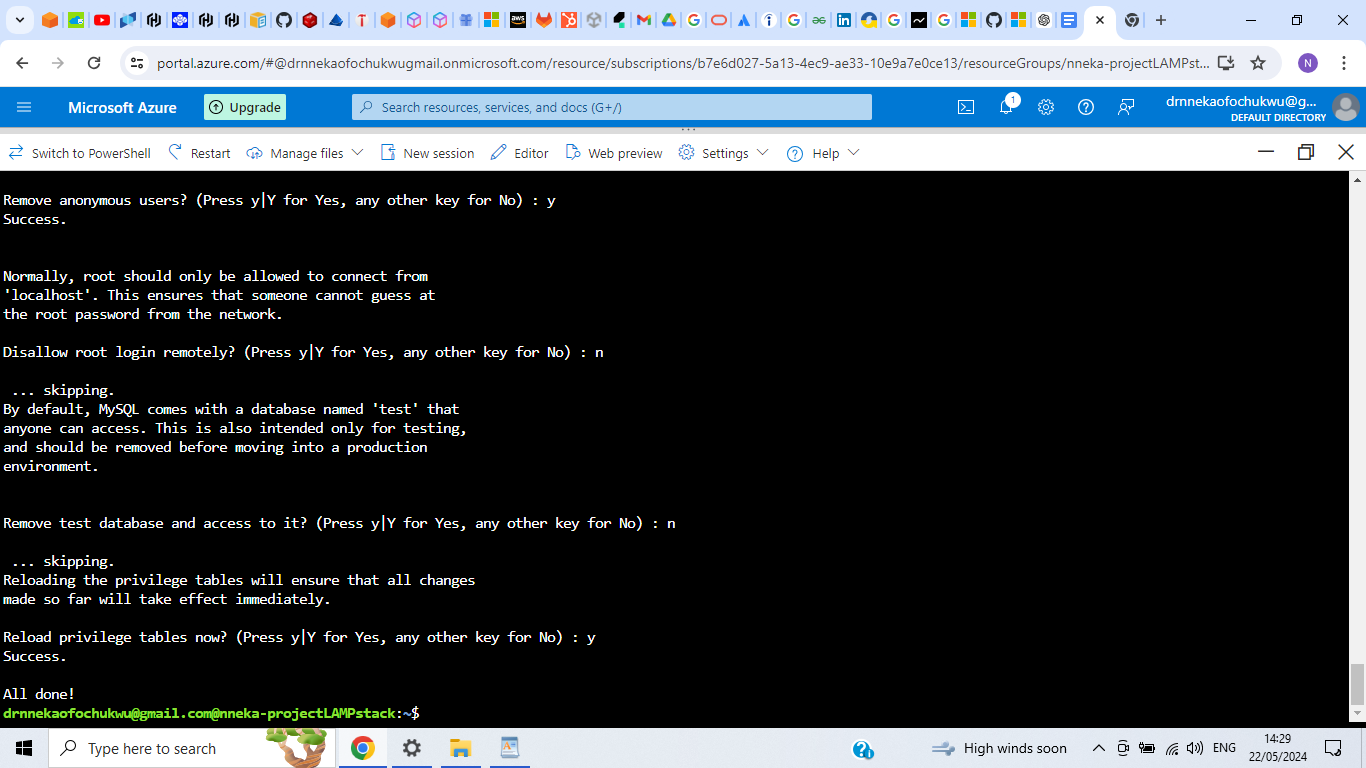 portal.azure.com/#@drnnekaofochukwugmail.onmicrosoft.com/resource/subscriptions/b7e6d027-5a13-4ec9-ae33-10e9a7e0ce13/resourceGroups/nneka-projectLAMPst...
N
Microsoft Azure
Upgrade
Search resources, services, and docs (G+/)
1
drnnekaofochukwu@g...
DEFAULT DIRECTORY
Switch to PowerShell
Restart
Manage files
New session
Editor
Web preview
Settings
Help
Remove anonymous users? (Press y|Y for Yes, any other key for No) : y
Success.
Normally, root should only be allowed to connect from
'localhost'. This ensures that someone cannot guess at
the root password from the network.
Disallow root login remotely? (Press y|Y for Yes, any other key for No) : n
... skipping.
By default, MySQL comes with a database named 'test' that
anyone can access. This is also intended only for testing,
and should be removed before moving into a production
environment.
Remove test database and access to it? (Press y|Y for Yes, any other key for No) : n
... skipping.
Reloading the privilege tables will ensure that all changes
made so far will take effect immediately.
Reload privilege tables now? (Press y|Y for Yes, any other key for No) : y
Success.
All done!
drnnekaofochukwu@gmail.com@nneka-projectLAMPstack:~$
Type here to search
High winds soon
ENG
14:29
22/05/2024